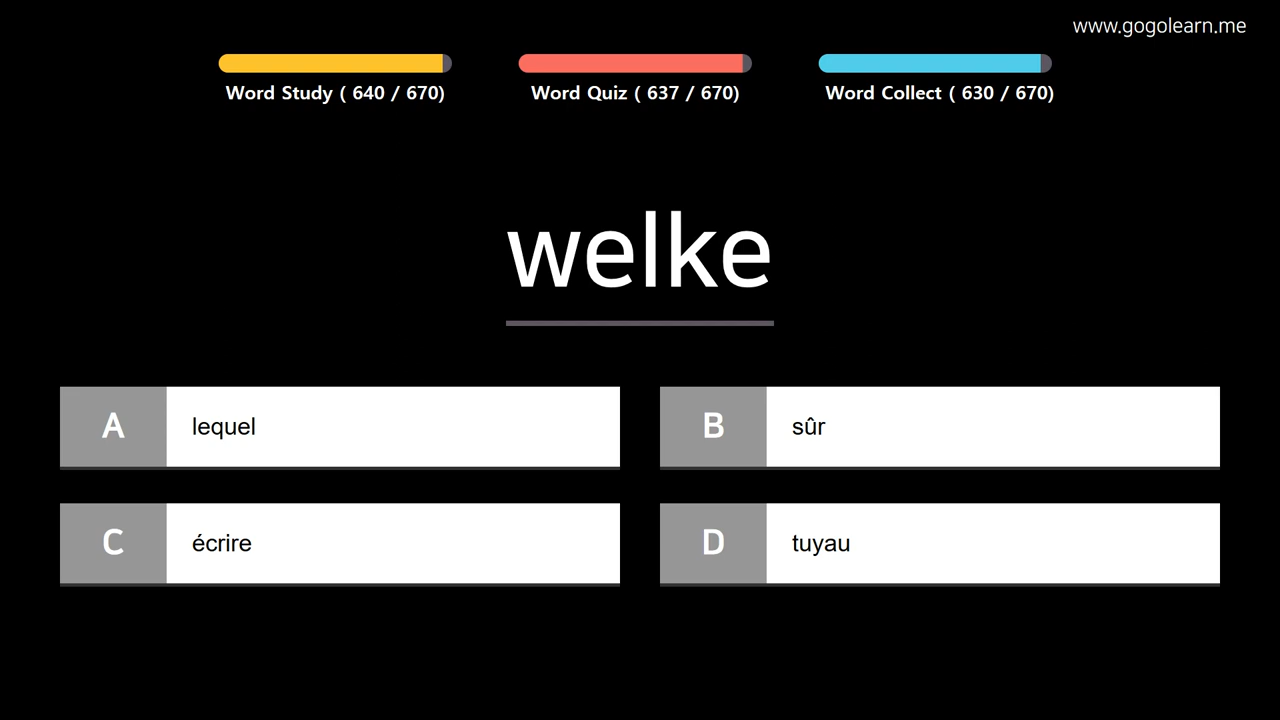 www.gogolearn.me
Word Study ( 640 / 670)
Word Quiz ( 637 / 670)
Word Collect ( 630 / 670)
welke
A lequel
B sûr
C écrire
D tuyau